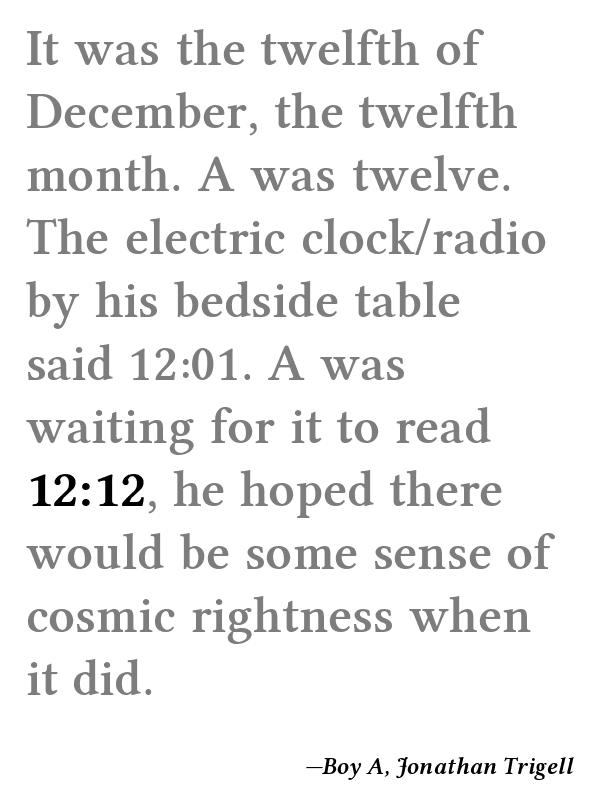 It was the twelfth of
December, the twelfth
month. A was twelve.
The electric clock/radio
by his bedside table
said 12:01. A was
waiting for it to read
12:12, he hoped there
would be some sense of
cosmic rightness when
it did.
—Boy A, Jonathan Trigell